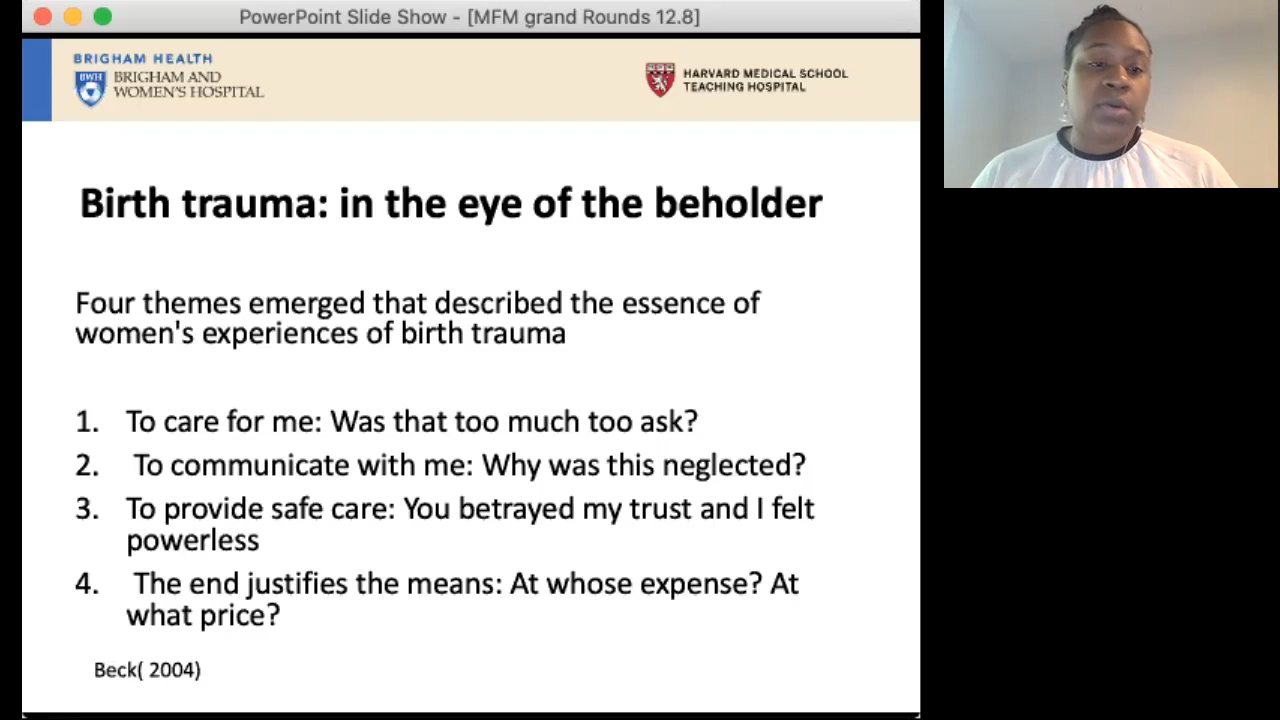 PowerPoint Slide Show - [MFM grand Rounds 12.8]
BRIGHAM HEALTH
BWH
BRIGHAM AND
WOMEN'S HOSPITAL
HARVARD MEDICAL SCHOOL
TEACHING HOSPITAL
Birth trauma: in the eye of the beholder
Four themes emerged that described the essence of
women's experiences of birth trauma
1. To care for me: Was that too much too ask?
2. To communicate with me: Why was this neglected?
3. To provide safe care: You betrayed my trust and I felt
powerless
4. The end justifies the means: At whose expense? At
what price?
Beck( 2004)